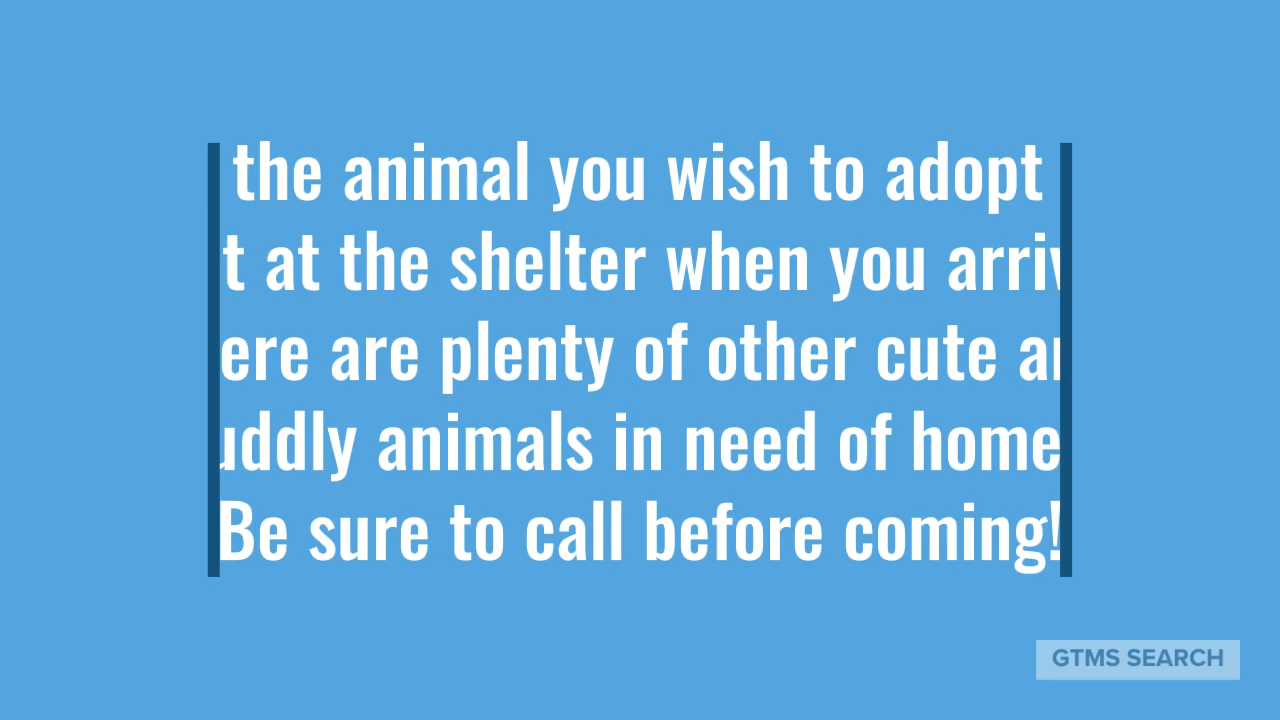 the animal you wish to adopt
t at the shelter when you arriv
ere are plenty of other cute an
uddly animals in need of home
Be sure to call before coming!
GTMS SEARCH